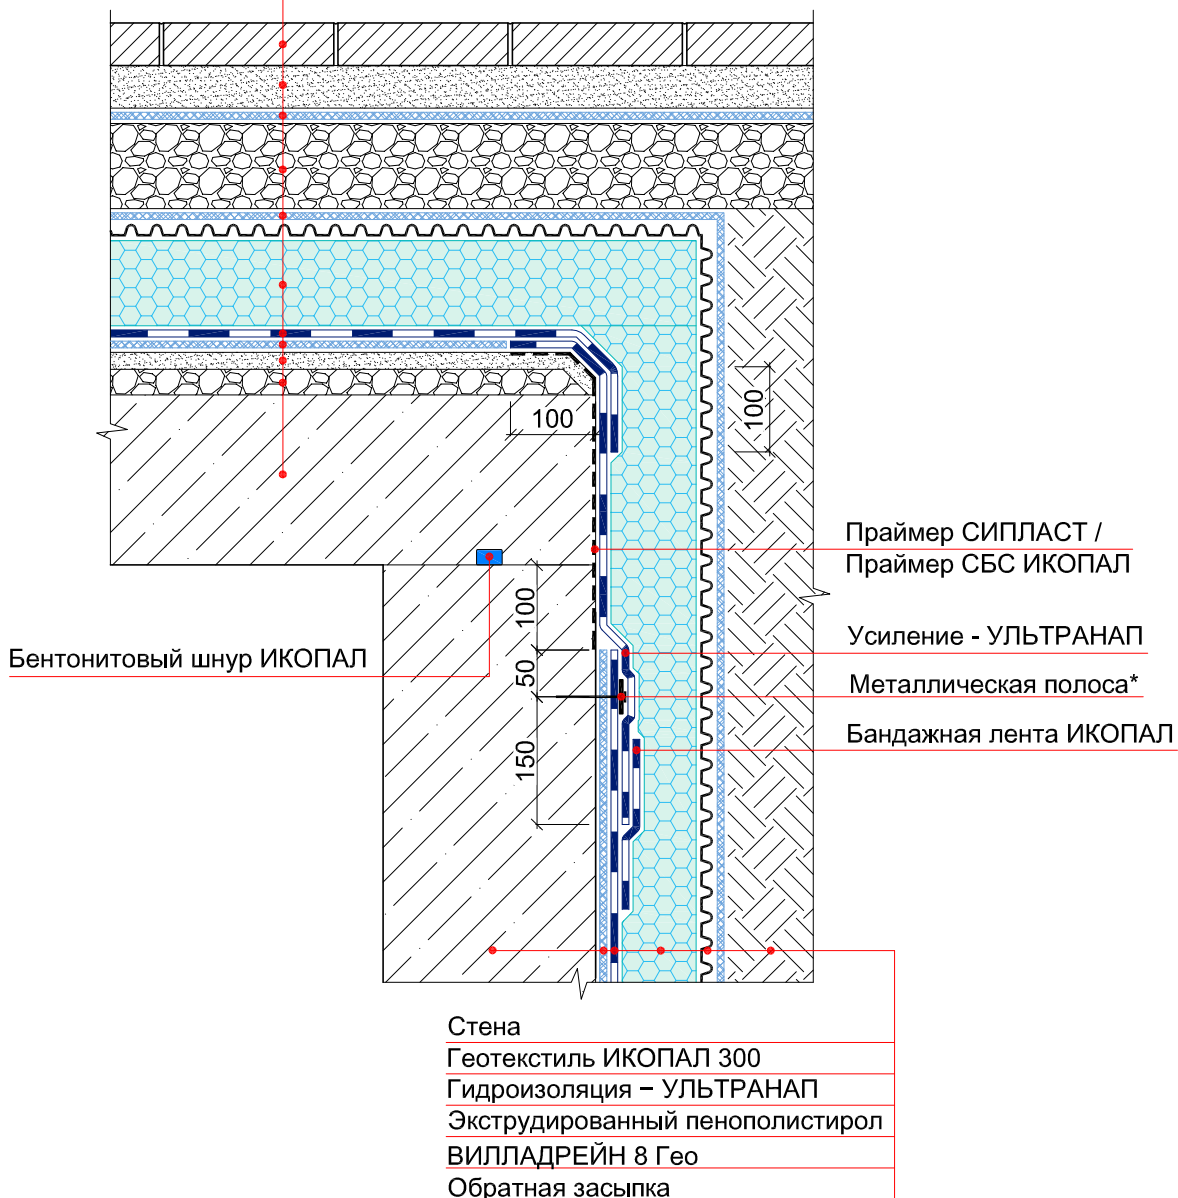 100
100
Праймер СИПЛАСТ /
Праймер СБС ИКОПАЛ
100
Усиление - УЛЬТРАНАП
Бентонитовый шнур ИКОПАЛ
50
Металлическая полоса*
Бандажная лента ИКОПАЛ
150
Стена
Геотекстиль ИКОПАЛ 300
Гидроизоляция – УЛЬТРАНАП
Экструдированный пенополистирол
ВИЛЛАДРЕЙН 8 Гео
Обратная засыпка